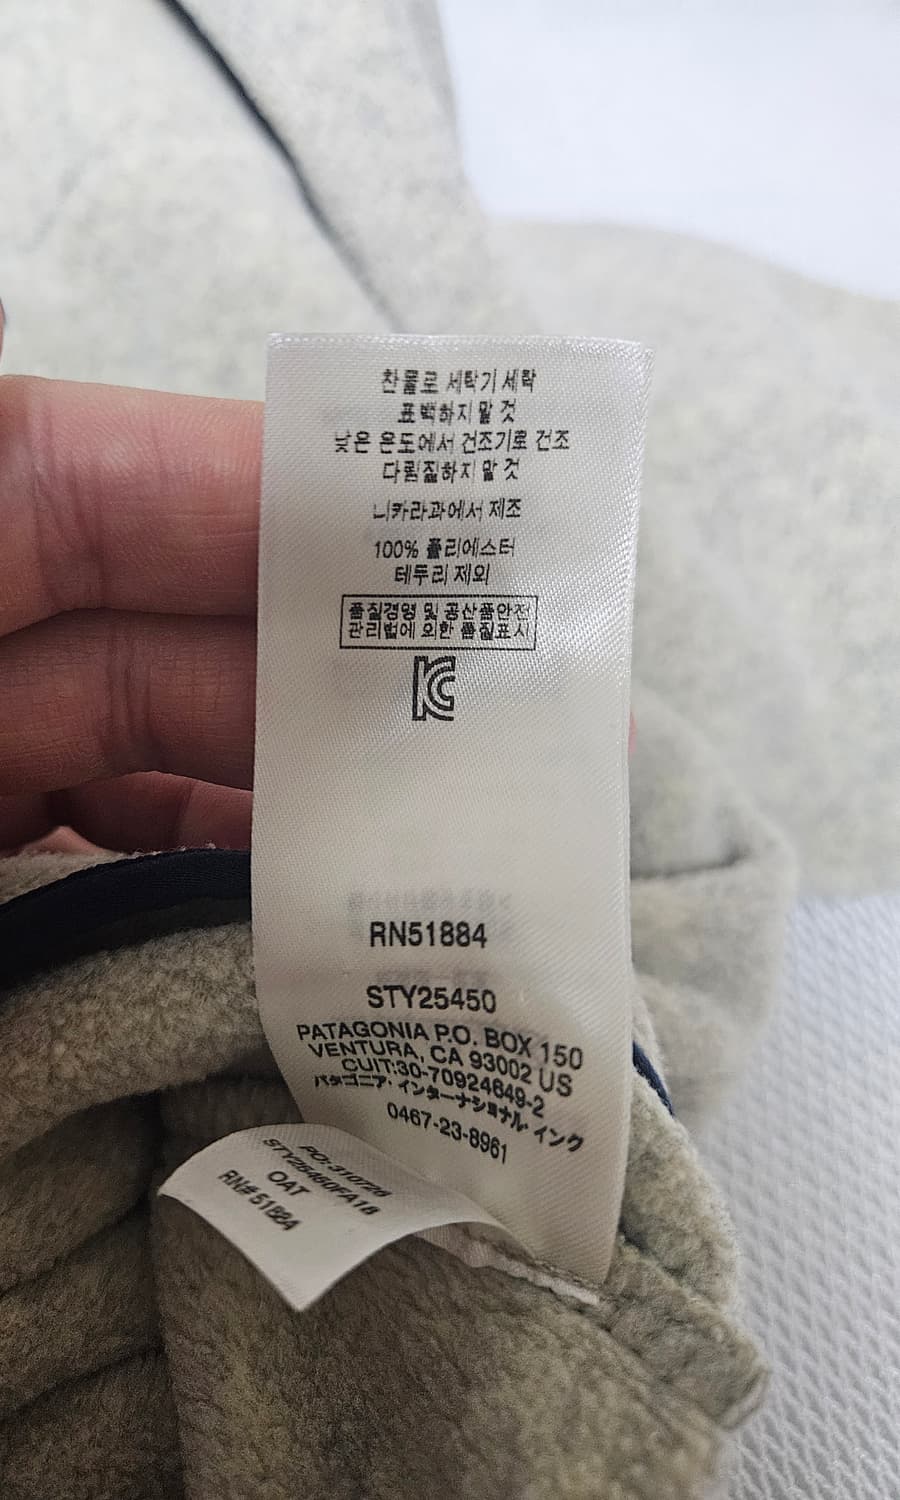 찬물로 세탁기 세탁
표백하지 말 것
낮은 온도에서 건조기로 건조
다림질하지 말 것
니카라과에서 제조
100% 폴리에스터
테두리 제외
품질경영 및 공산품안전
관리법에 의한 품질표시
RN51884
STY25450
PATAGONIA P.O. BOX 150
VENTURA, CA 93002 US
CUIT:30-70924649-2
パタゴニア・インターナショナル・インク
0467-23-8961
PO: 310726
STY25450FA18
OAT
RN# 51884